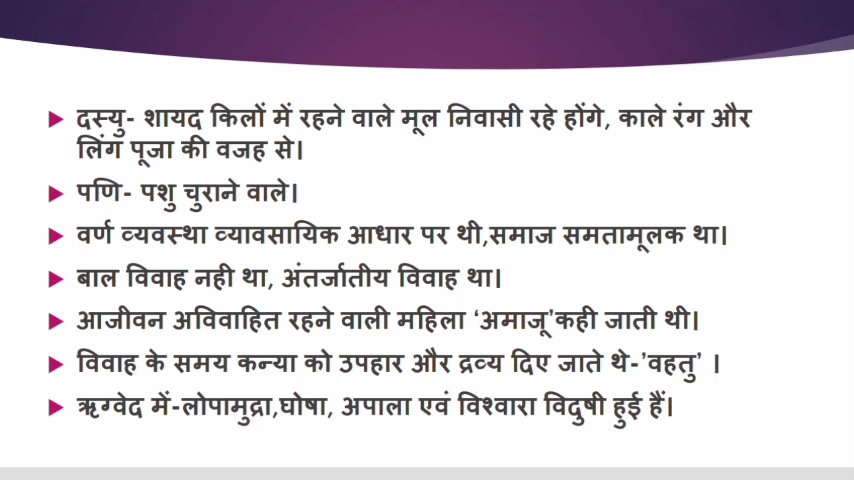 दस्यु- शायद किलों में रहने वाले मूल निवासी रहे होंगे, काले रंग और
लिंग पूजा की वजह से।
पणि- पशु चुराने वाले।
वर्ण व्यवस्था व्यावसायिक आधार पर थी,समाज समतामूलक था।
बाल विवाह नही था, अंतर्जातीय विवाह था।
आजीवन अविवाहित रहने वाली महिला ‘अमाजू’कही जाती थी।
विवाह के समय कन्या को उपहार और द्रव्य दिए जाते थे-’वहतु’ ।
ऋग्वेद में-लोपामुद्रा,घोषा, अपाला एवं विश्वारा विदुषी हुई हैं।